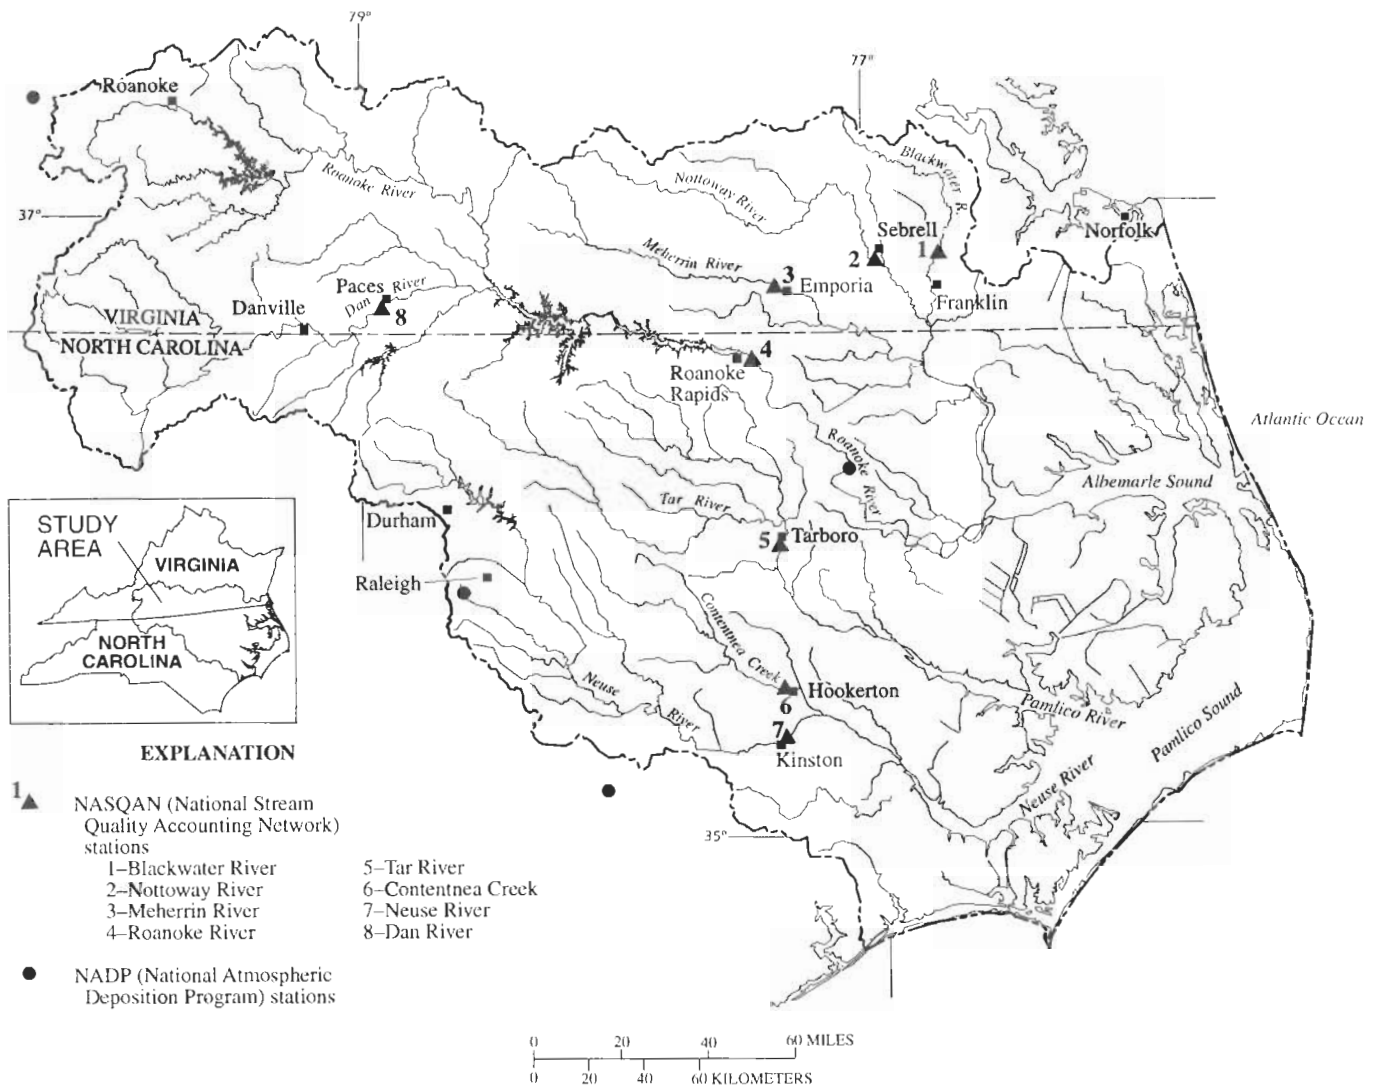 79°
77°
Roanoke
Blackwater R.
Roanoke River
Nottoway River
37°
Norfolk
Sebrell
1
2
Meherrin River
3
Emporia
Paces
Dan River
8
Franklin
Danville
VIRGINIA
NORTH CAROLINA
4
Roanoke
Rapids
Atlantic Ocean
Roanoke River
Albemarle Sound
Tar River
Durham
5
Tarboro
STUDY
AREA
VIRGINIA
NORTH
CAROLINA
Raleigh
Contentnea Creek
Neuse River
Hookerton
6
7
Kinston
Pamlico River
Pamlico Sound
Neuse River
35°
EXPLANATION
1
NASQAN (National Stream
Quality Accounting Network)
stations
1–Blackwater River
2–Nottoway River
3–Meherrin River
4–Roanoke River
5–Tar River
6–Contentnea Creek
7–Neuse River
8–Dan River
NADP (National Atmospheric
Deposition Program) stations
0 20 40 60 MILES
0 20 40 60 KILOMETERS